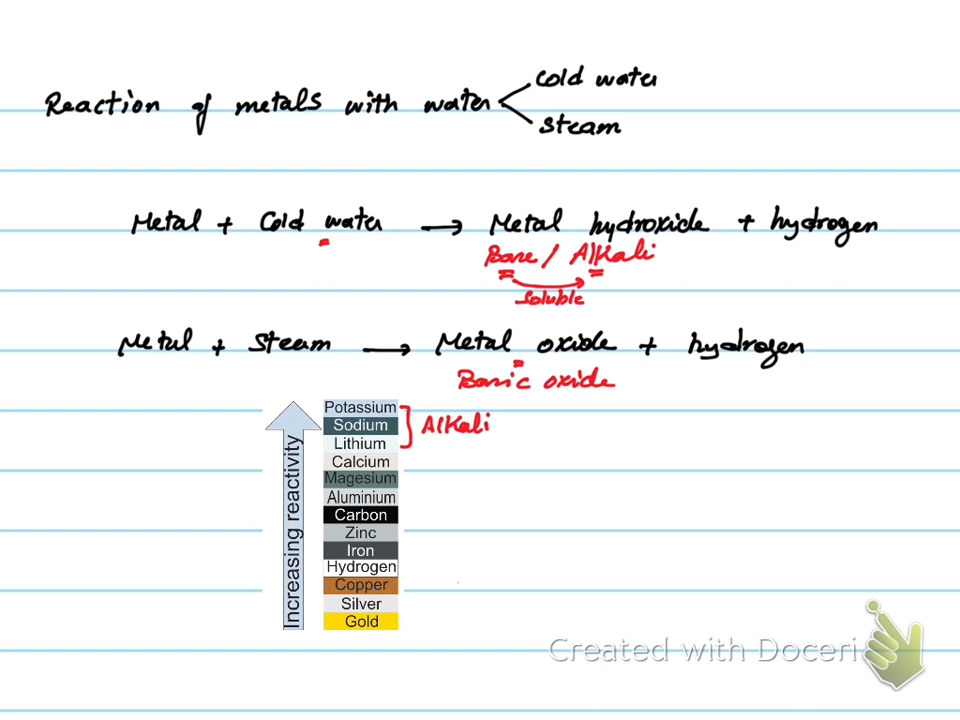 Reaction of metals with water
Cold water
Steam
Metal + Cold water → Metal hydroxide + hydrogen
Base / Alkali
Soluble
Metal + Steam → Metal oxide + hydrogen
Basic oxide
Increasing reactivity
Potassium
Sodium
Lithium
Alkali
Calcium
Magesium
Aluminium
Carbon
Zinc
Iron
Hydrogen
Copper
Silver
Gold
Created with Doceri